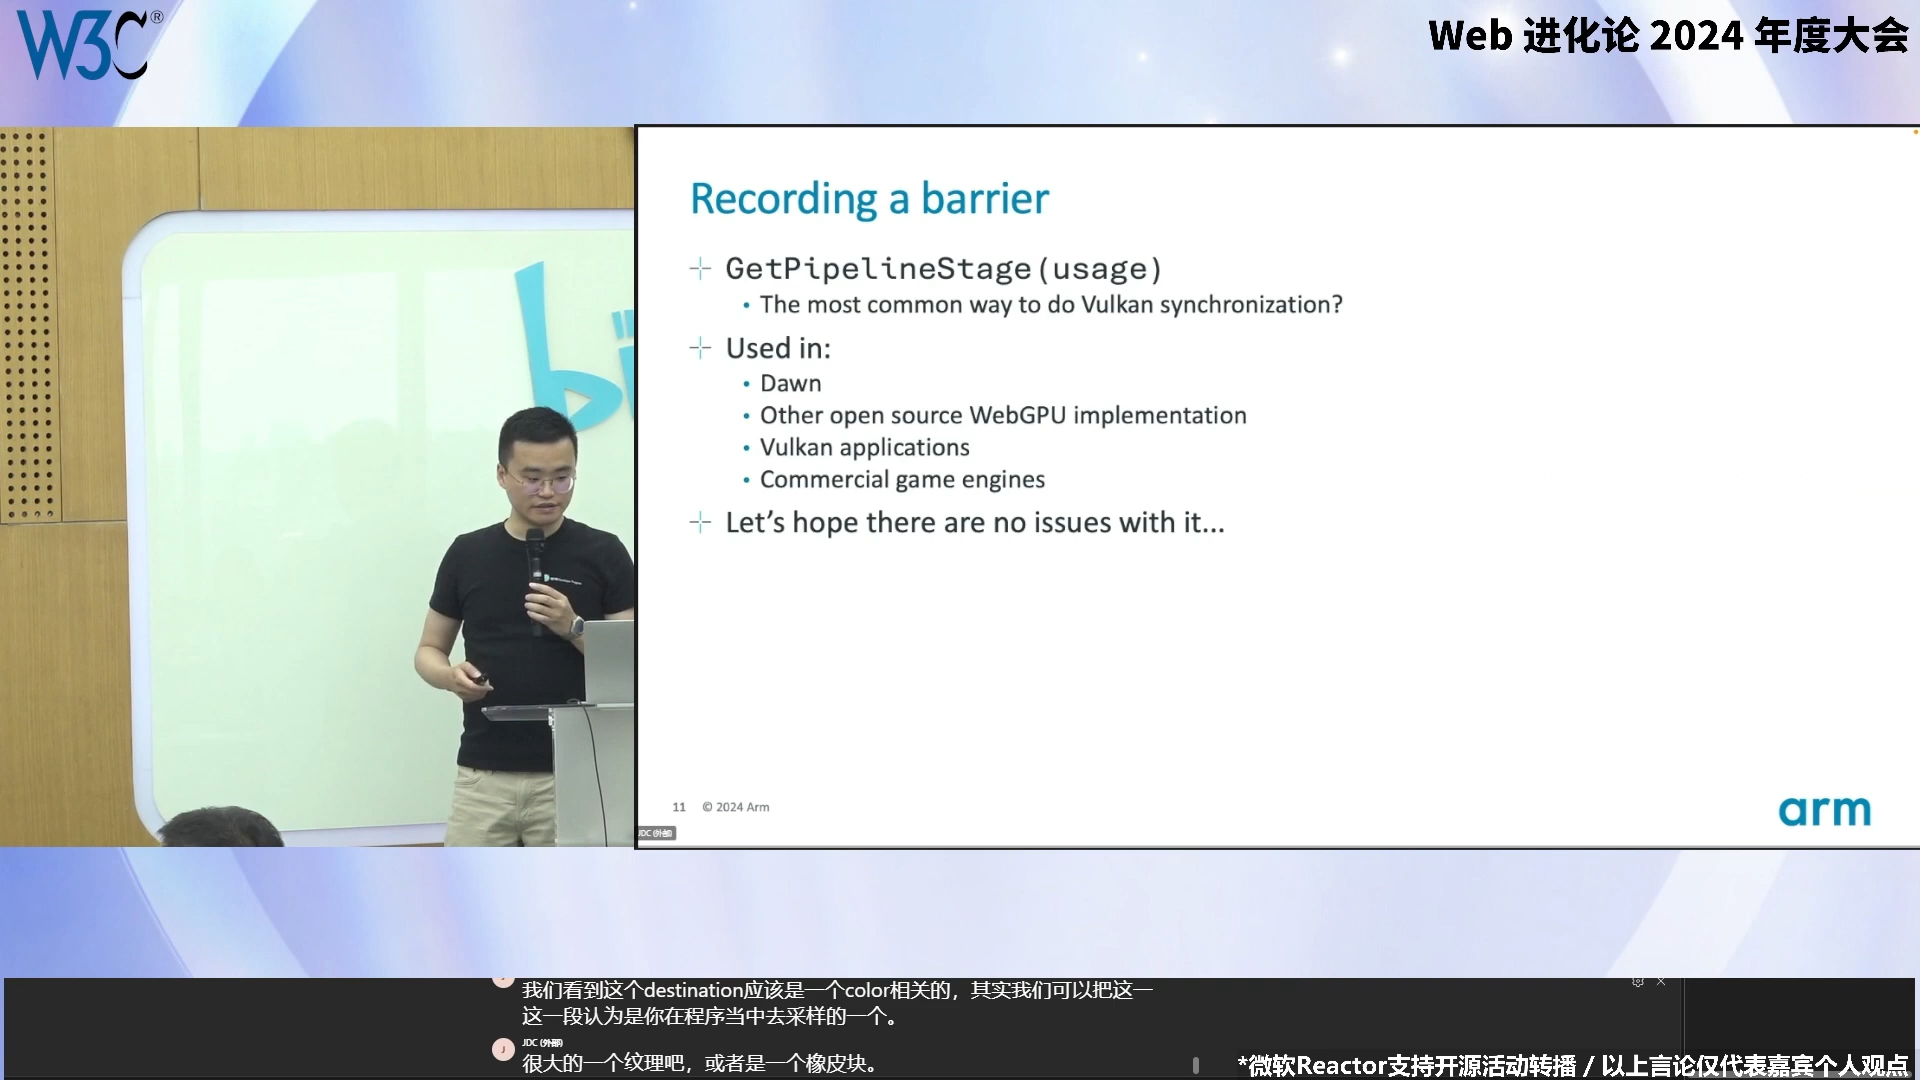 W3C®
Web 进化论 2024 年度大会
Recording a barrier
GetPipelineStage(usage)
• The most common way to do Vulkan synchronization?
Used in:
• Dawn
• Other open source WebGPU implementation
• Vulkan applications
• Commercial game engines
Let's hope there are no issues with it...
11 © 2024 Arm
arm
JDC (外部)
我们看到这个destination应该是一个color相关的，其实我们可以把这一
这一段认为是你在程序当中去采样的一个。
J JDC (外部)
很大的一个纹理吧，或者是一个橡皮块。
*微软Reactor支持开源活动转播 / 以上言论仅代表嘉宾个人观点